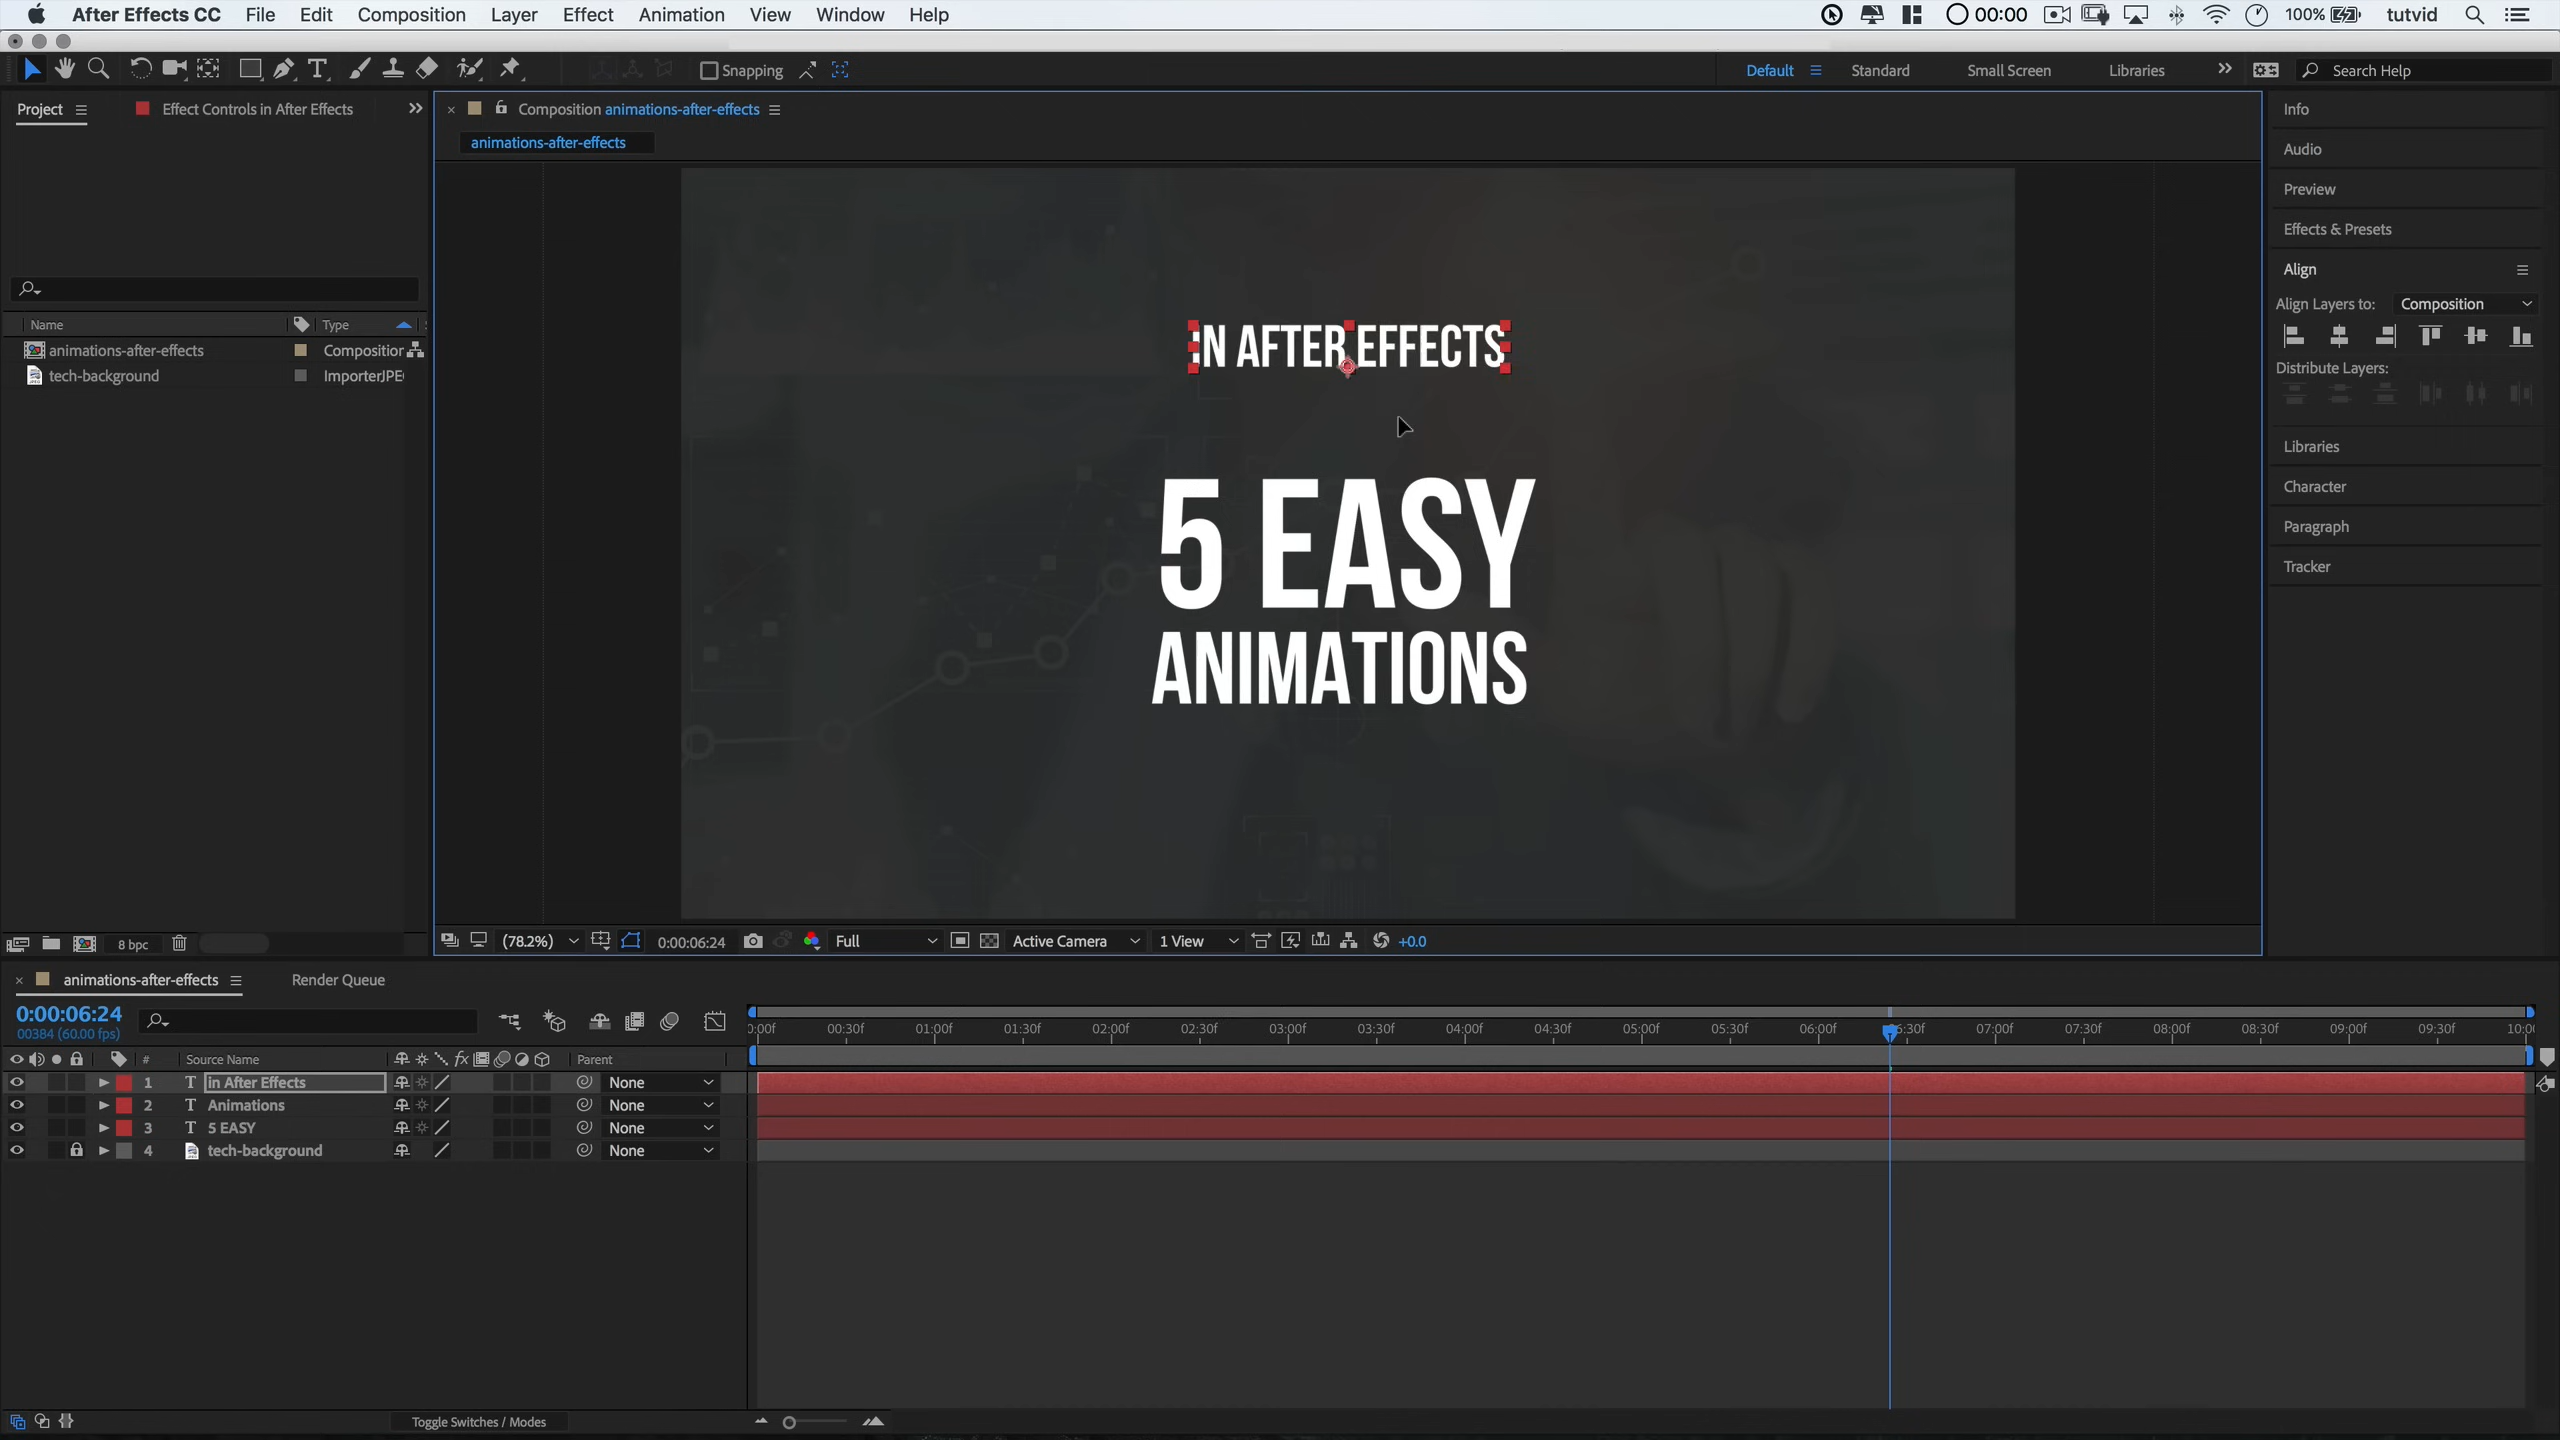 After Effects CC File Edit Composition Layer Effect Animation View Window Help 00:00 100% tutvid
Snapping Default Standard Small Screen Libraries Search Help
Project Effect Controls in After Effects
Composition animations-after-effects
animations-after-effects
Name Type
animations-after-effects Composition
tech-background ImporterJPE
IN AFTER EFFECTS
5 EASY
ANIMATIONS
Info
Audio
Preview
Effects & Presets
Align
Align Layers to: Composition
Distribute Layers:
Libraries
Character
Paragraph
Tracker
8 bpc
(78.2%) 0:00:06:24 Full Active Camera 1 View +0.0
animations-after-effects Render Queue
0:00:06:24
00384 (60.00 fps)
):00f 00:30f 01:00f 01:30f 02:00f 02:30f 03:00f 03:30f 04:00f 04:30f 05:00f 05:30f 06:00f 06:30f 07:00f 07:30f 08:00f 08:30f 09:00f 09:30f 10:00
# Source Name fx Parent
1 T in After Effects None
2 T Animations None
3 T 5 EASY None
4 tech-background None
Toggle Switches / Modes